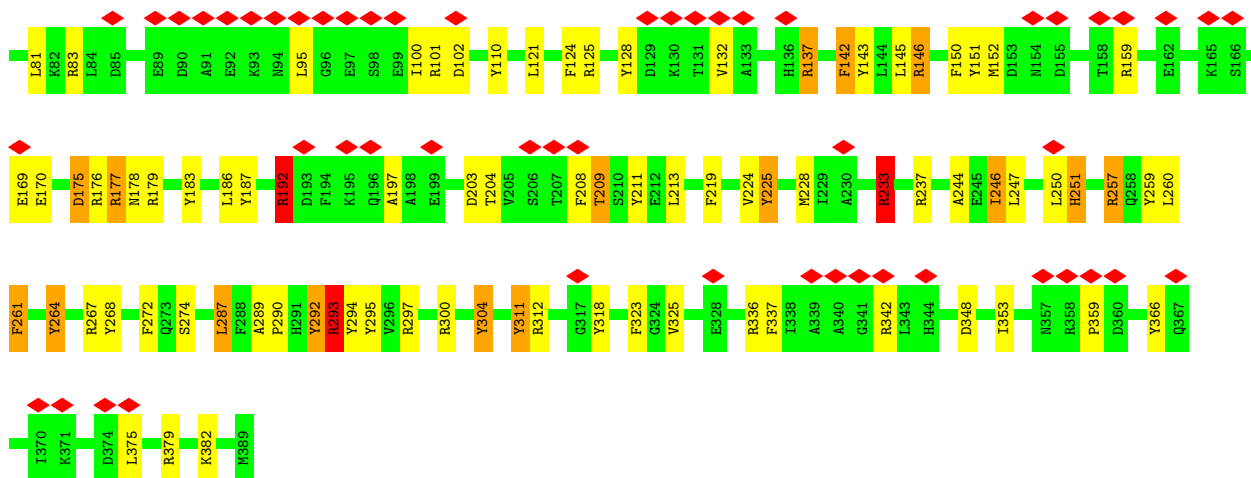 L81 K82 R83 L84 D85 E89 D90 A91 E92 K93 N94 L95 G96 E97 S98 E99 I100 R101 D102 Y110 L121 F124 R125 Y128 D129 K130 T131 V132 A133 H136 R137 F142 Y143 L144 L145 R146 F150 Y151 M152 D153 N154 D155 T158 R159 E162 K165 S166
E169 E170 D175 R176 R177 N178 R179 Y183 L186 Y187 R192 D193 F194 K195 Q196 A197 A198 E199 D203 T204 V205 S206 T207 F208 T209 S210 Y211 E212 L213 F219 V224 Y225 M228 I229 A230 R233 R237 A244 E245 I246 L247 L250 H251 R257 Q258 Y259 L260
F261 Y264 R267 Y268 F272 Q273 S274 L287 F288 A289 P290 H291 Y292 R293 Y294 Y295 V296 R297 R300 Y304 Y311 R312 G317 Y318 F323 G324 V325 E328 R336 F337 I338 A339 A340 G341 R342 L343 H344 D348 I353 N357 R358 P359 D360 Y366 Q367
I370 K371 D374 L375 R379 K382 M389